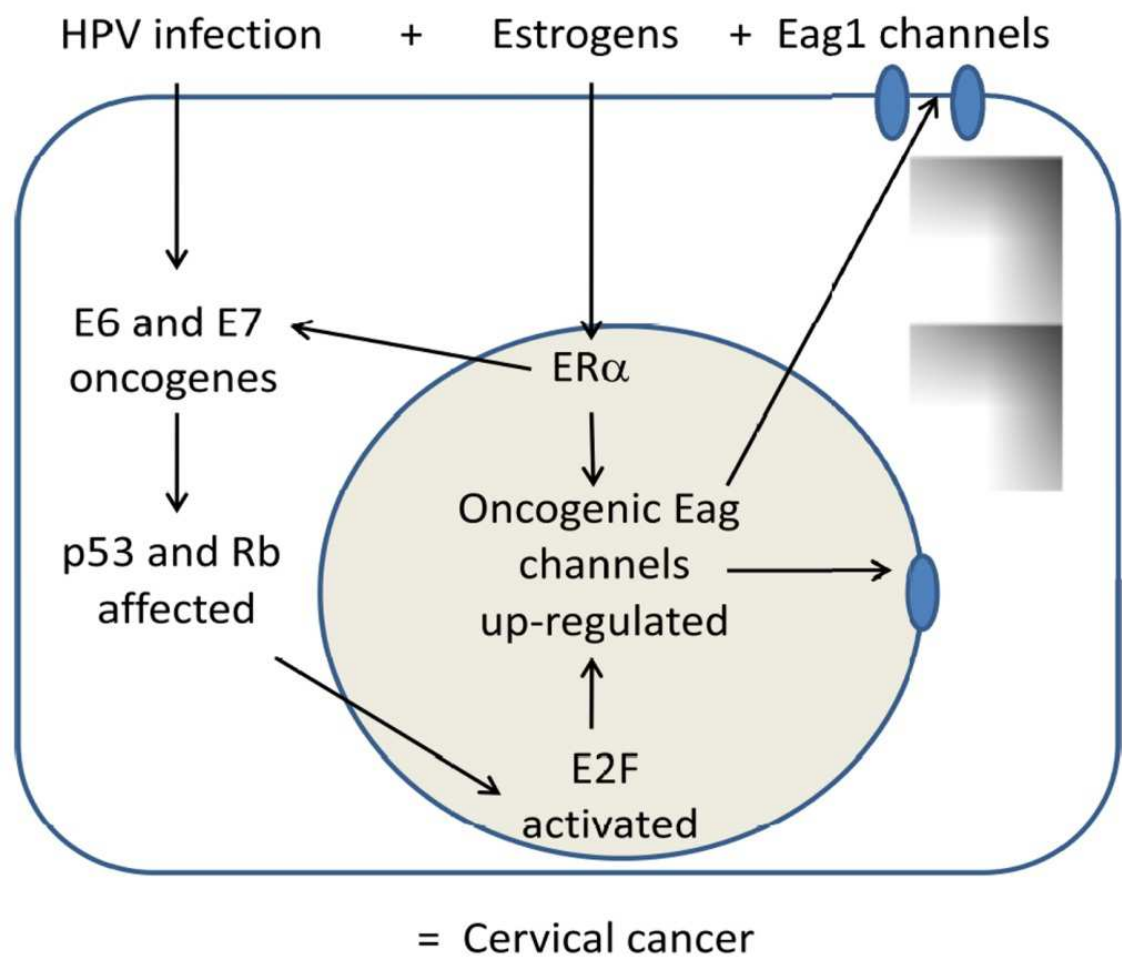 HPV infection + Estrogens + Eag1 channels
E6 and E7
oncogenes
p53 and Rb
affected
ERα
Oncogenic Eag
channels
up-regulated
E2F
activated
= Cervical cancer